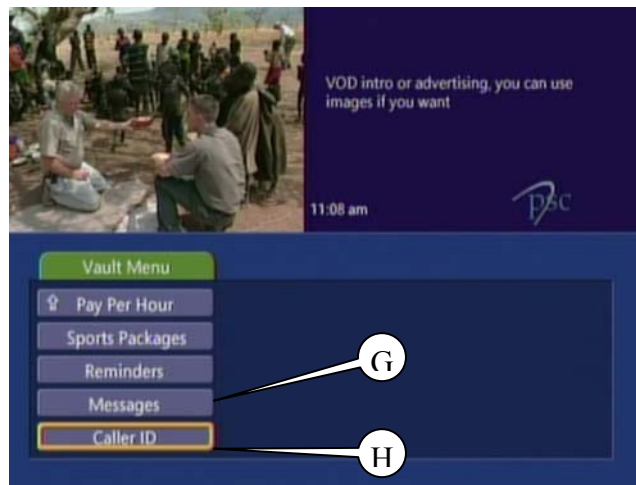 VOD intro or advertising, you can use
images if you want
11:08 am
psc
Vault Menu
Pay Per Hour
Sports Packages
Reminders
Messages
Caller ID
G
H